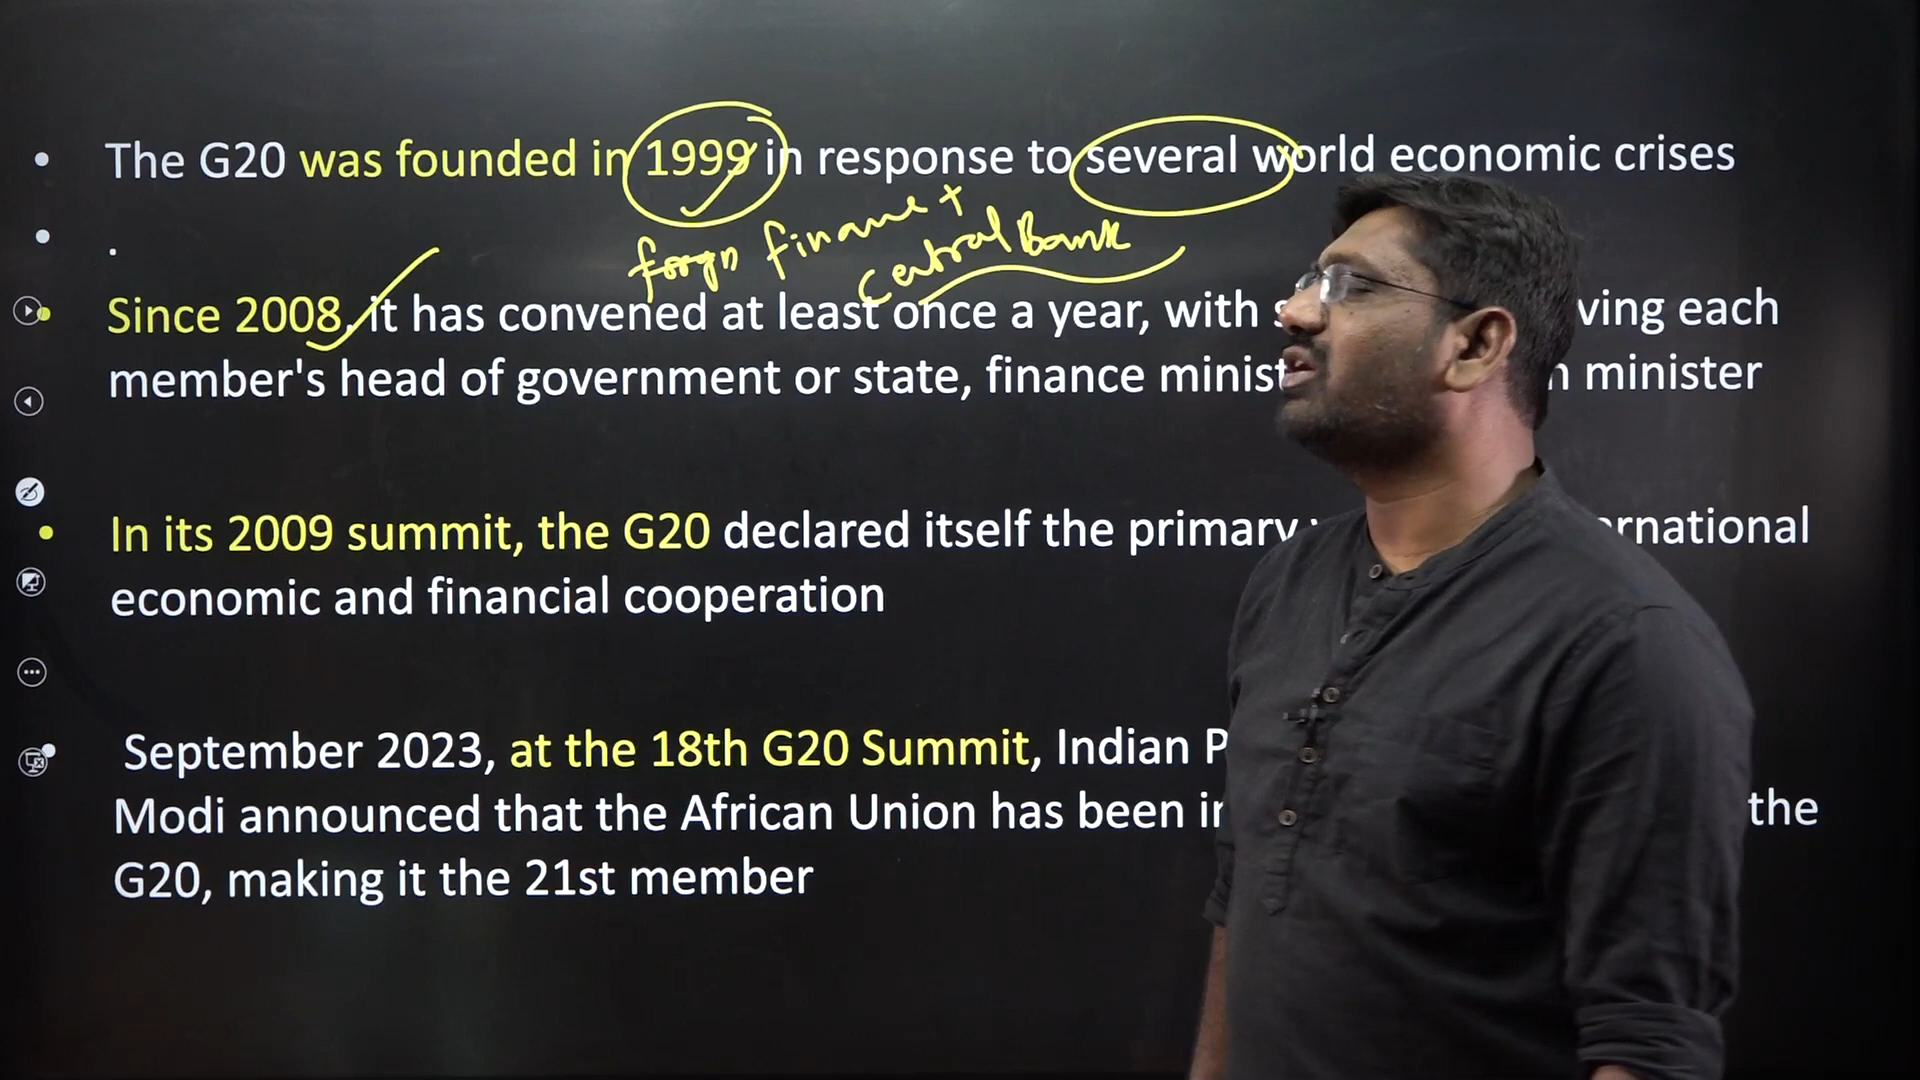 The G20 was founded in 1999 in response to several world economic crises
.
finance +
Central Bank
Since 2008, it has convened at least once a year, with ving each
member's head of government or state, finance minist minister
In its 2009 summit, the G20 declared itself the primary rnational
economic and financial cooperation
September 2023, at the 18th G20 Summit, Indian P
Modi announced that the African Union has been in the
G20, making it the 21st member